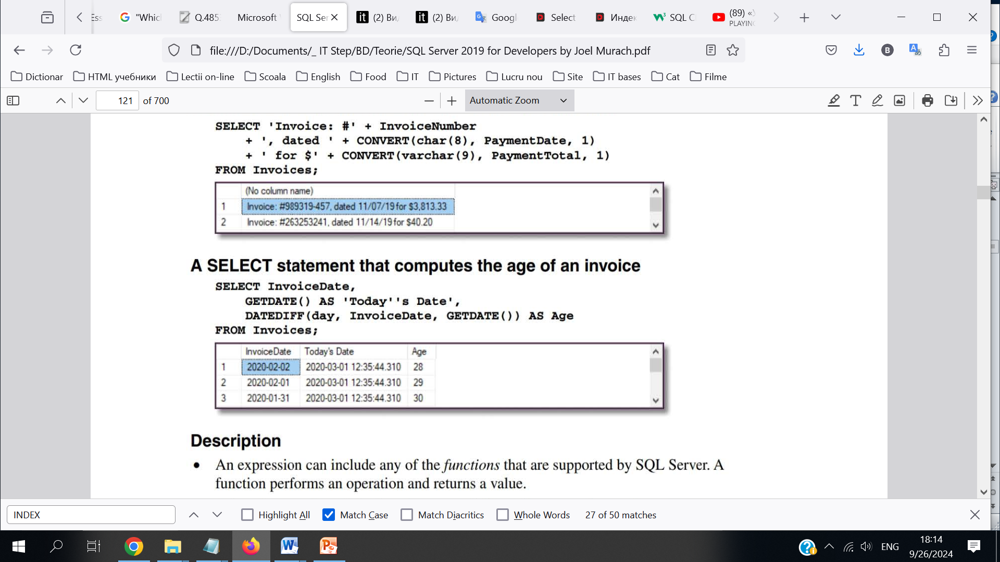 Ess
"Whicl
Q.485
Microsoft
SQL Ser
(2) Ви
(2) Ви
Googl
Select
Индек
SQL C
(89) «У
PLAYING
file:///D:/Documents/_ IT Step/BD/Teorie/SQL Server 2019 for Developers by Joel Murach.pdf
B
Dictionar HTML учебники Lectii on-line Scoala English Food IT Pictures Lucru nou Site IT bases Cat Filme
121 of 700
Automatic Zoom
SELECT 'Invoice: #' + InvoiceNumber
+ ', dated ' + CONVERT(char(8), PaymentDate, 1)
+ ' for $' + CONVERT(varchar(9), PaymentTotal, 1)
FROM Invoices;
(No column name)
1 Invoice: #989319-457, dated 11/07/19 for $3,813.33
2 Invoice: #263253241, dated 11/14/19 for $40.20
A SELECT statement that computes the age of an invoice
SELECT InvoiceDate,
GETDATE() AS 'Today''s Date',
DATEDIFF(day, InvoiceDate, GETDATE()) AS Age
FROM Invoices;
InvoiceDate Today's Date Age
1 2020-02-02 2020-03-01 12:35:44.310 28
2 2020-02-01 2020-03-01 12:35:44.310 29
3 2020-01-31 2020-03-01 12:35:44.310 30
Description
• An expression can include any of the functions that are supported by SQL Server. A
function performs an operation and returns a value.
INDEX
Highlight All Match Case Match Diacritics Whole Words 27 of 50 matches
ENG
18:14
9/26/2024